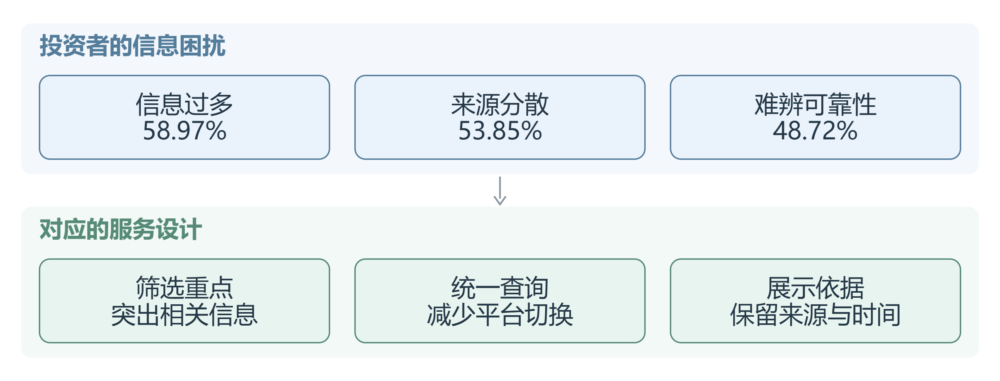 投资者的信息困扰
信息过多
58.97%
来源分散
53.85%
难辨可靠性
48.72%
对应的服务设计
筛选重点
突出相关信息
统一查询
减少平台切换
展示依据
保留来源与时间